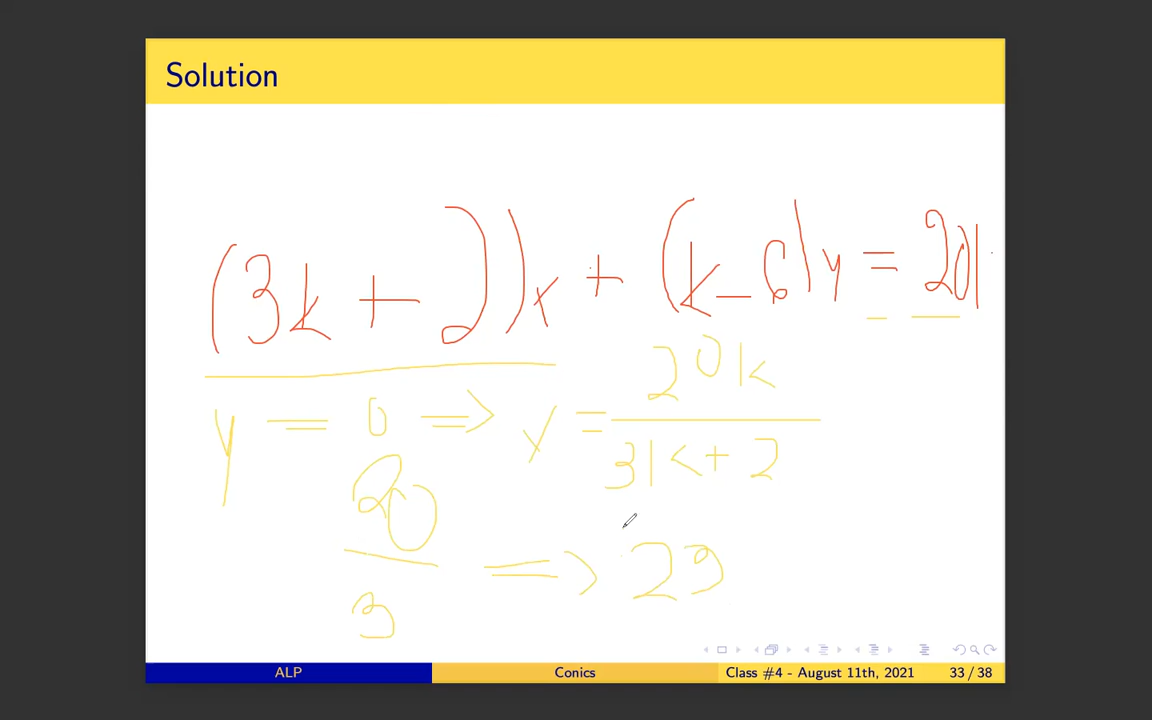 Solution
(3k + 2)x + (k - 6)y = 20k
y = 0 => x = 20k / 3k + 2
20 / 3 => 23
ALP Conics Class #4 - August 11th, 2021 33 / 38